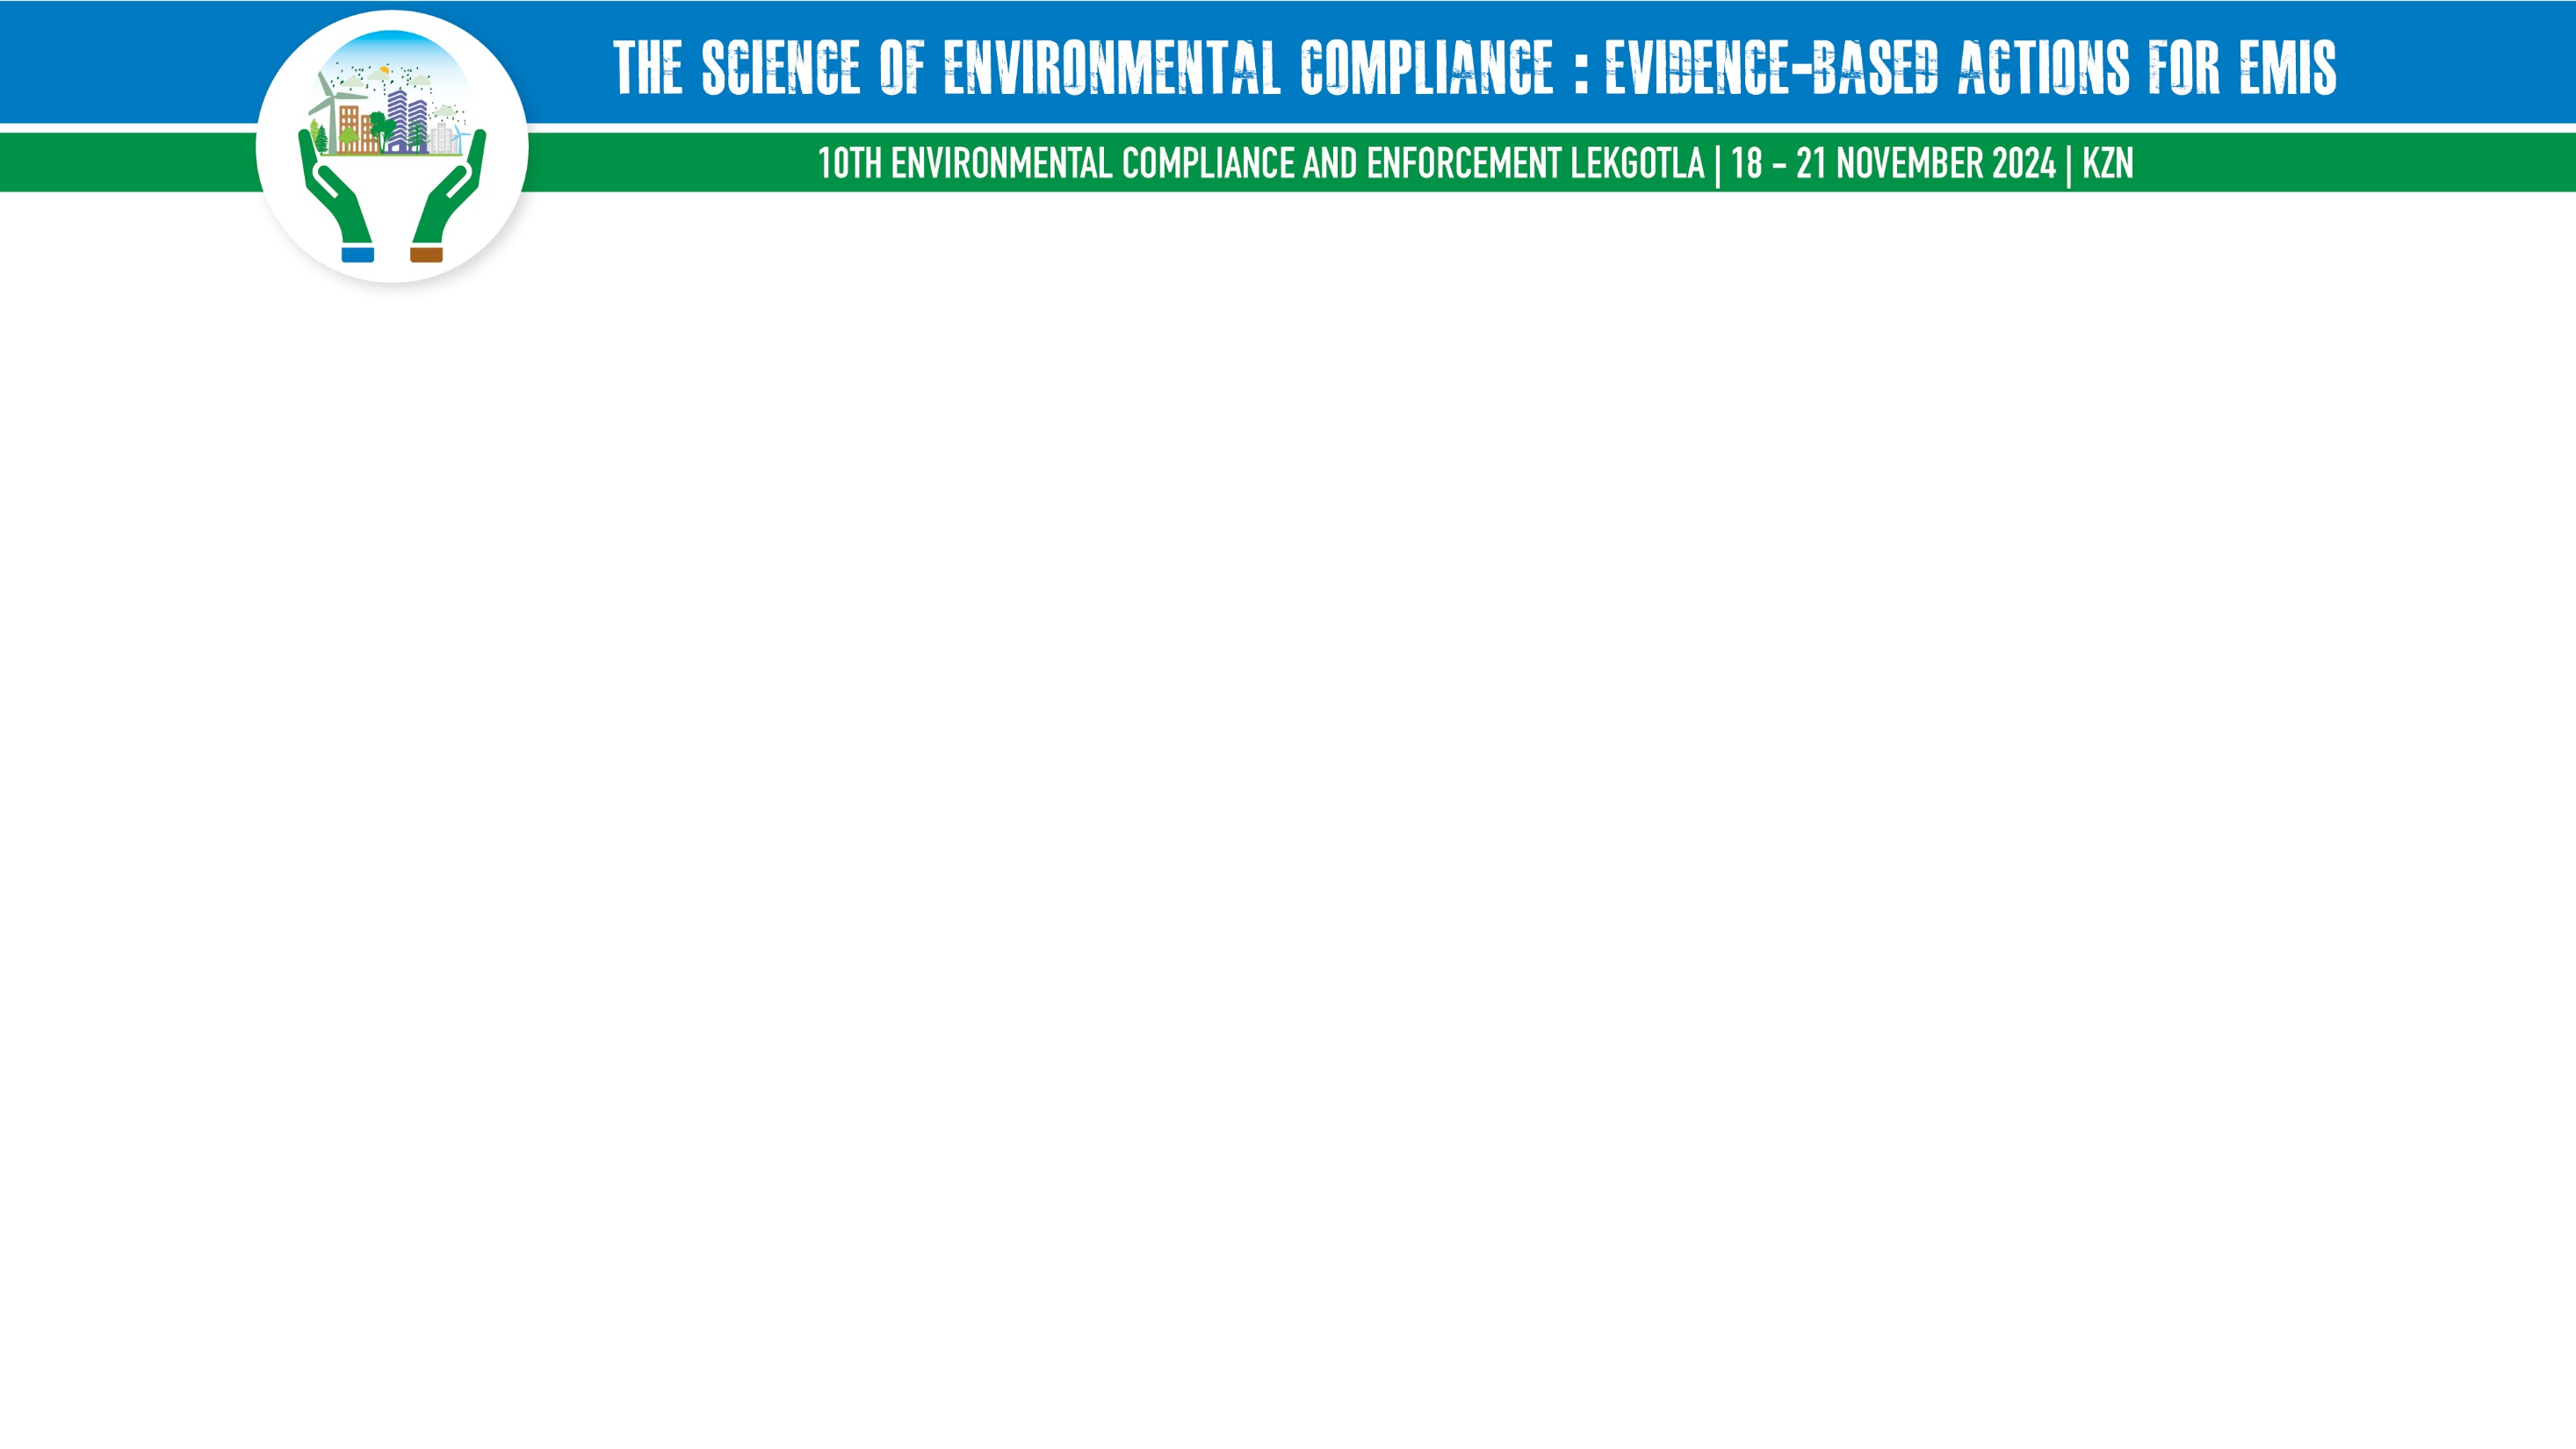 THE SCIENCE OF ENVIRONMENTAL COMPLIANCE : EVIDENCE-BASED ACTIONS FOR EMIS
10TH ENVIRONMENTAL COMPLIANCE AND ENFORCEMENT LEKGOTLA | 18 - 21 NOVEMBER 2024 | KZN